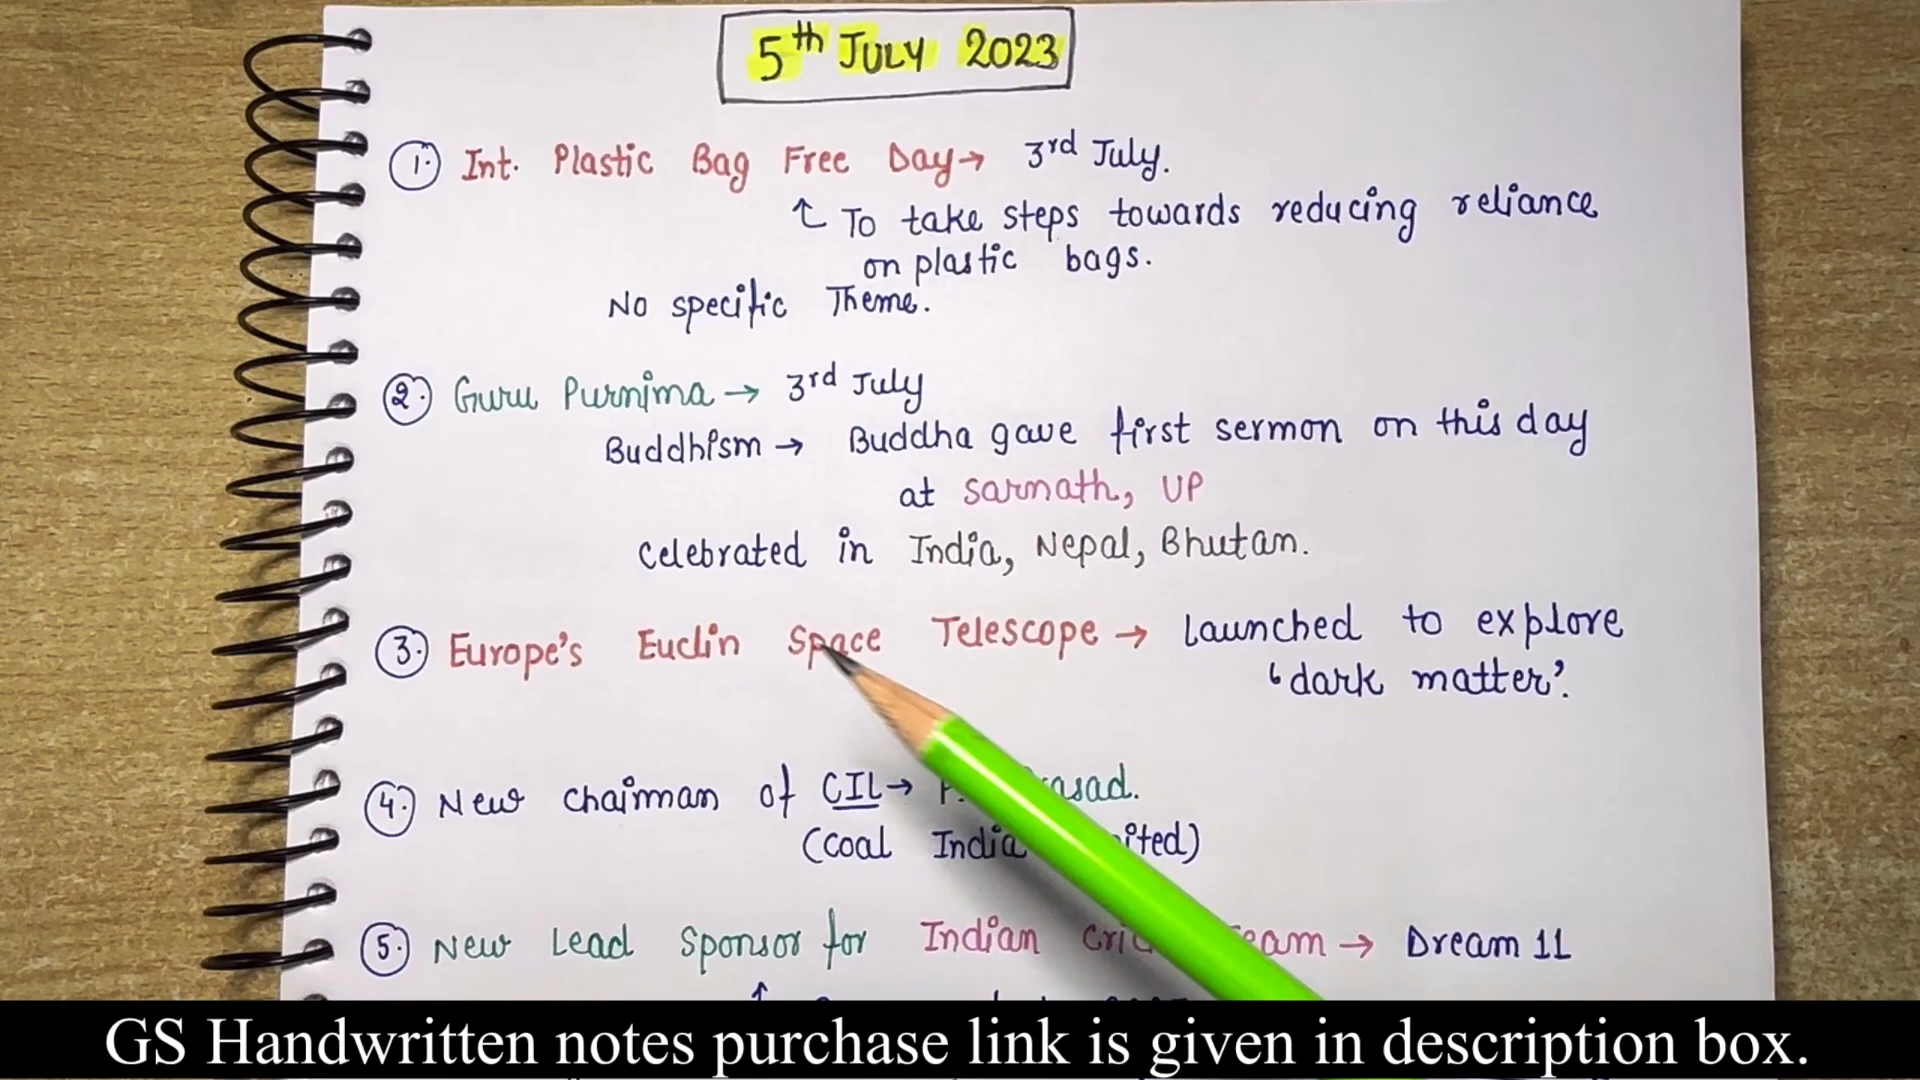 5th JULY 2023
1. Int. Plastic Bag Free Day → 3rd July.
↑ To take steps towards reducing reliance
on plastic bags.
No specific Theme.
2. Guru Purnima → 3rd July
Buddhism → Buddha gave first sermon on this day
at Sarnath, UP
Celebrated in India, Nepal, Bhutan.
3. Europe's Euclin Space Telescope → Launched to explore
'dark matter'.
4. New Chairman of CIL →
(Coal India
5. New Lead Sponsor for Indian Team → Dream 11
GS Handwritten notes purchase link is given in description box.